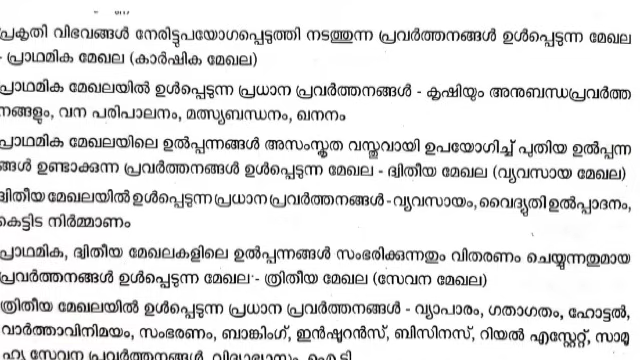 പ്രകൃതി വിഭവങ്ങൾ നേരിട്ടുപയോഗപ്പെടുത്തി നടത്തുന്ന പ്രവർത്തനങ്ങൾ ഉൾപ്പെടുന്ന മേഖല
- പ്രാഥമിക മേഖല (കാർഷിക മേഖല)
പ്രാഥമിക മേഖലയിൽ ഉൾപ്പെടുന്ന പ്രധാന പ്രവർത്തനങ്ങൾ - കൃഷിയും അനുബന്ധപ്രവർത്ത
നങ്ങളും, വന പരിപാലനം, മത്സ്യബന്ധനം, ഖനനം
പ്രാഥമിക മേഖലയിലെ ഉൽപ്പന്നങ്ങൾ അസംസ്കൃത വസ്തുവായി ഉപയോഗിച്ച് പുതിയ ഉൽപ്പന്ന
ങ്ങൾ ഉണ്ടാക്കുന്ന പ്രവർത്തനങ്ങൾ ഉൾപ്പെടുന്ന മേഖല - ദ്വിതീയ മേഖല (വ്യവസായ മേഖല)
ദ്വിതീയ മേഖലയിൽ ഉൾപ്പെടുന്ന പ്രധാന പ്രവർത്തനങ്ങൾ - വ്യവസായം, വൈദ്യുതി ഉൽപാദനം,
കെട്ടിട നിർമ്മാണം
പ്രാഥമിക, ദ്വിതീയ മേഖലകളിലെ ഉൽപ്പന്നങ്ങൾ സംഭരിക്കുന്നതും വിതരണം ചെയ്യുന്നതുമായ
പ്രവർത്തനങ്ങൾ ഉൾപ്പെടുന്ന മേഖല - ത്രിതീയ മേഖല (സേവന മേഖല)
ത്രിതീയ മേഖലയിൽ ഉൾപ്പെടുന്ന പ്രധാന പ്രവർത്തനങ്ങൾ - വ്യാപാരം, ഗതാഗതം, ഹോട്ടൽ,
വാർത്താവിനിമയം, സംഭരണം, ബാങ്കിംഗ്, ഇൻഷുറൻസ്, ബിസിനസ്, റിയൽ എസ്റ്റേറ്റ്, സാമൂ
ഹ്യ സേവന പ്രവർത്തനങ്ങൾ, വിദ്യാഭ്യാസം, ഐ.ടി